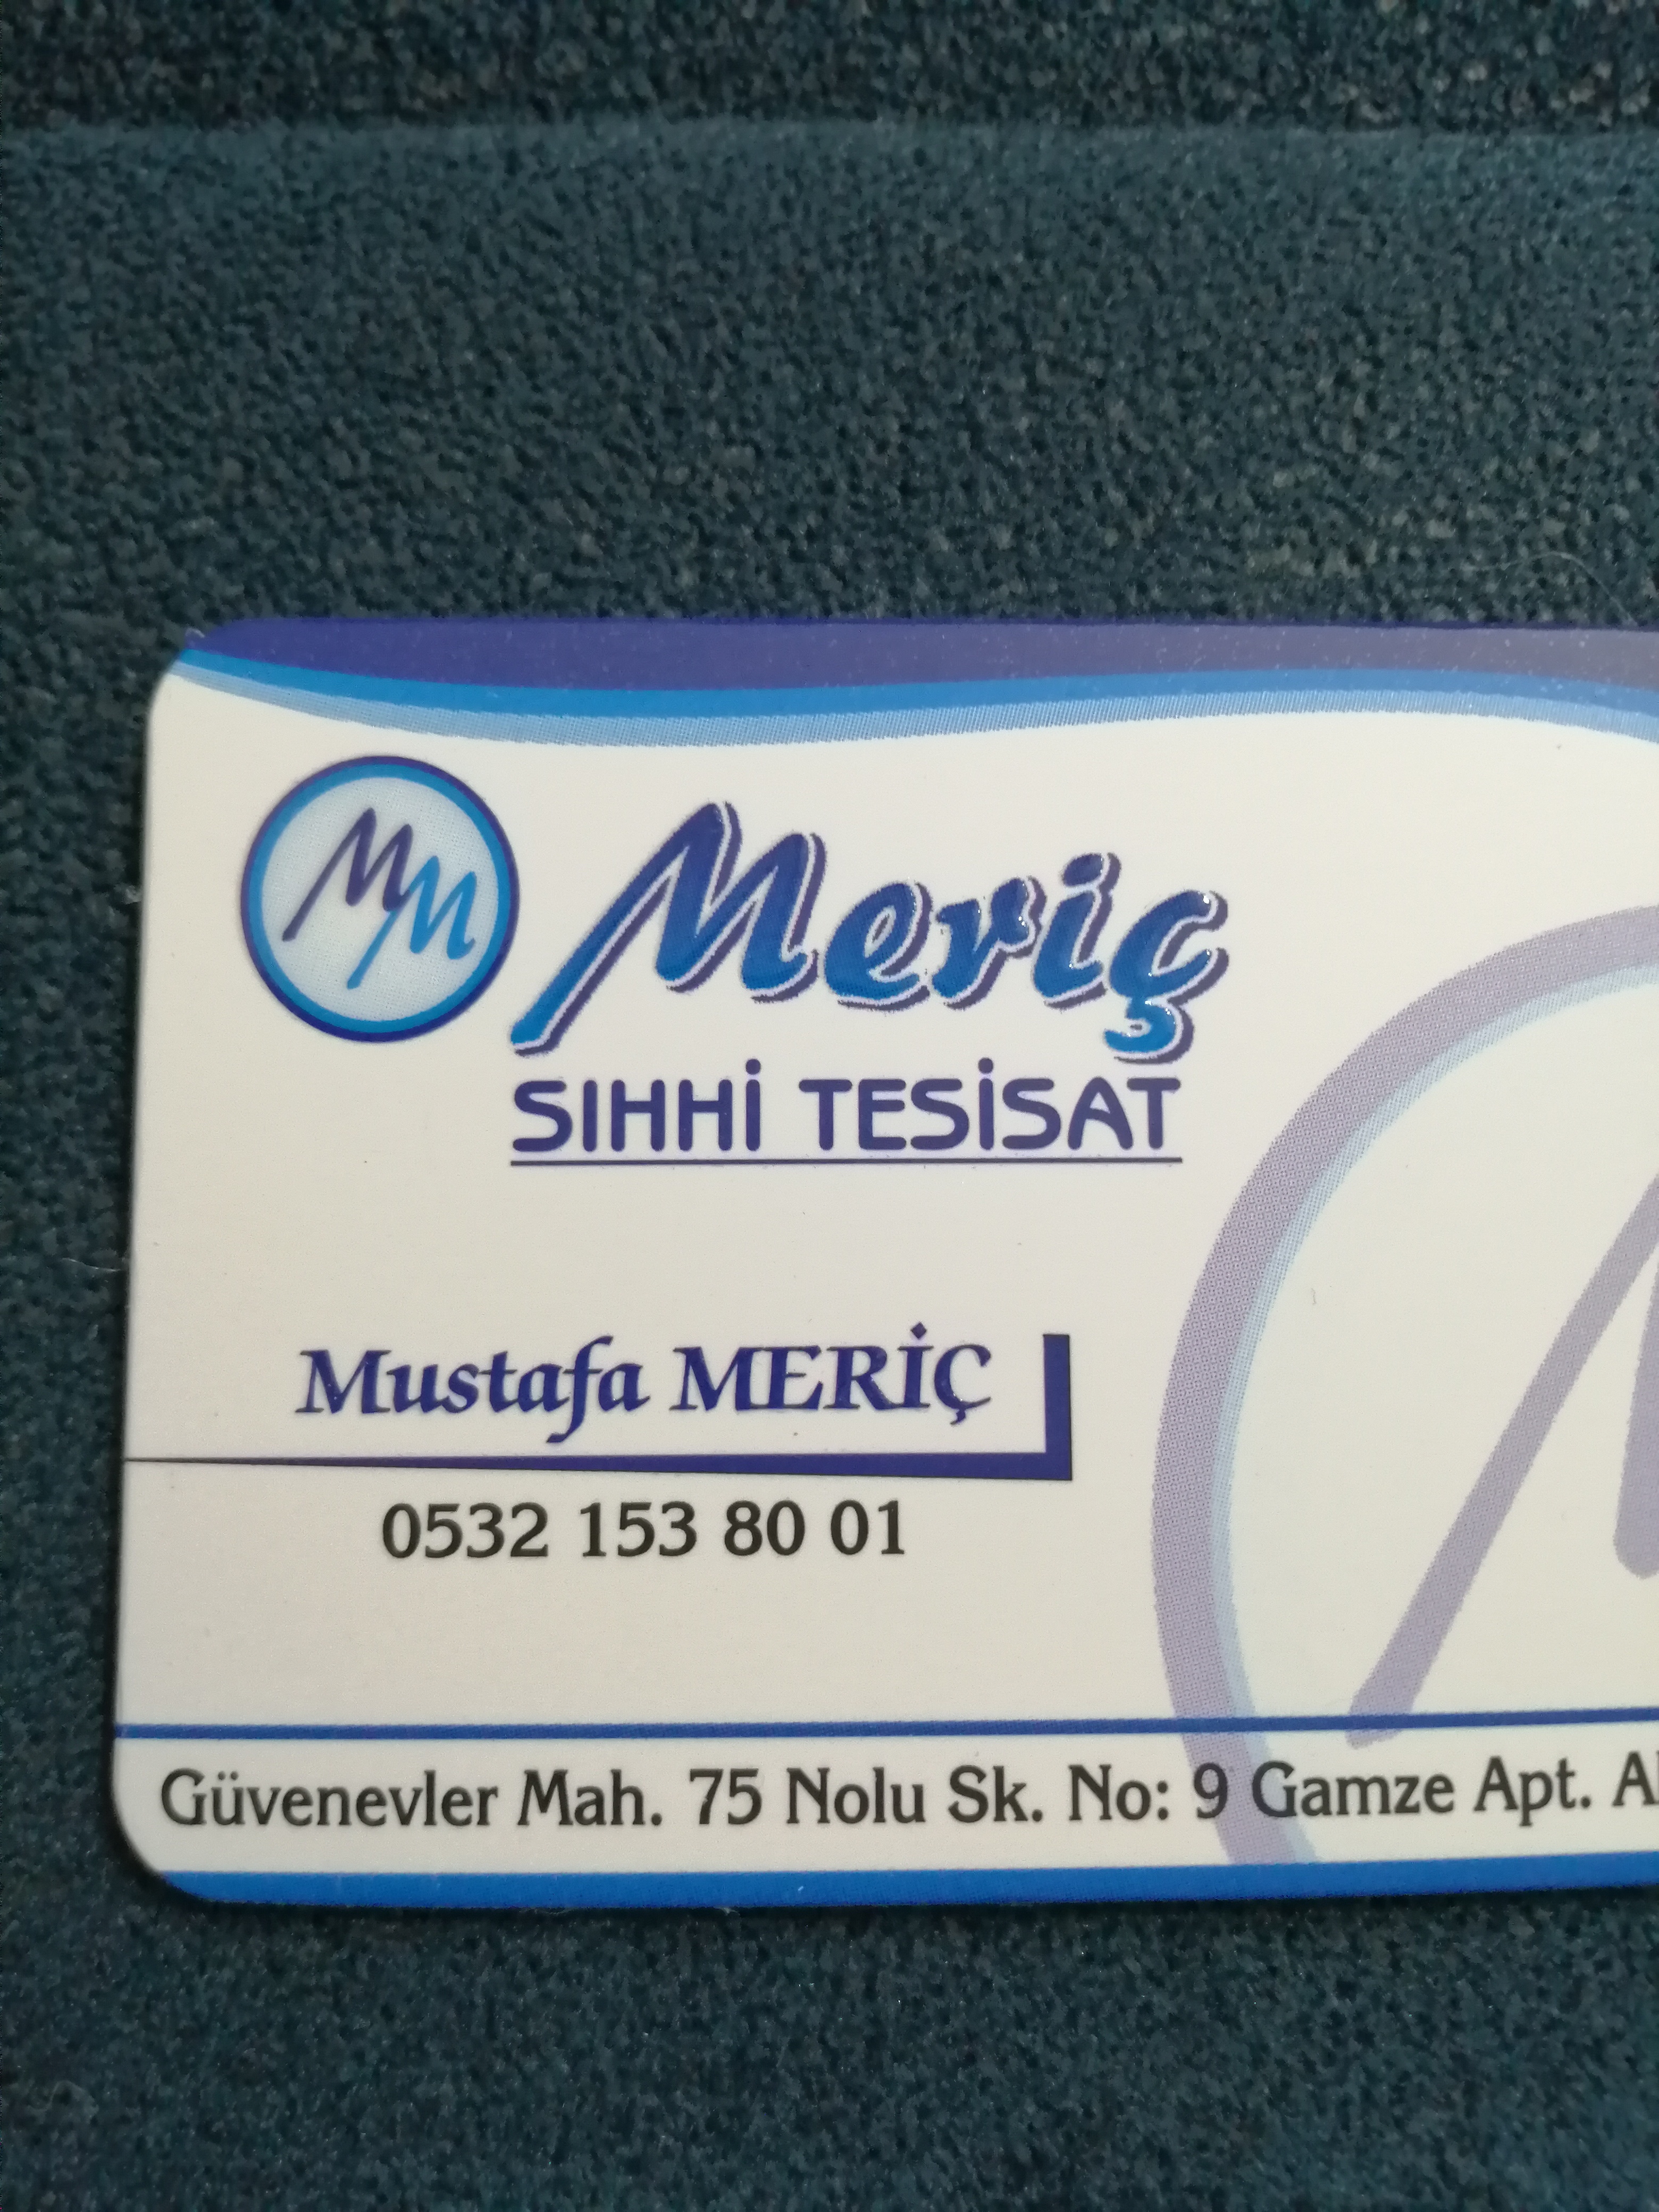 MM
Meriç
SIHHİ TESİSAT
Mustafa MERİÇ
0532 153 80 01
Güvenevler Mah. 75 Nolu Sk. No: 9 Gamze Apt.